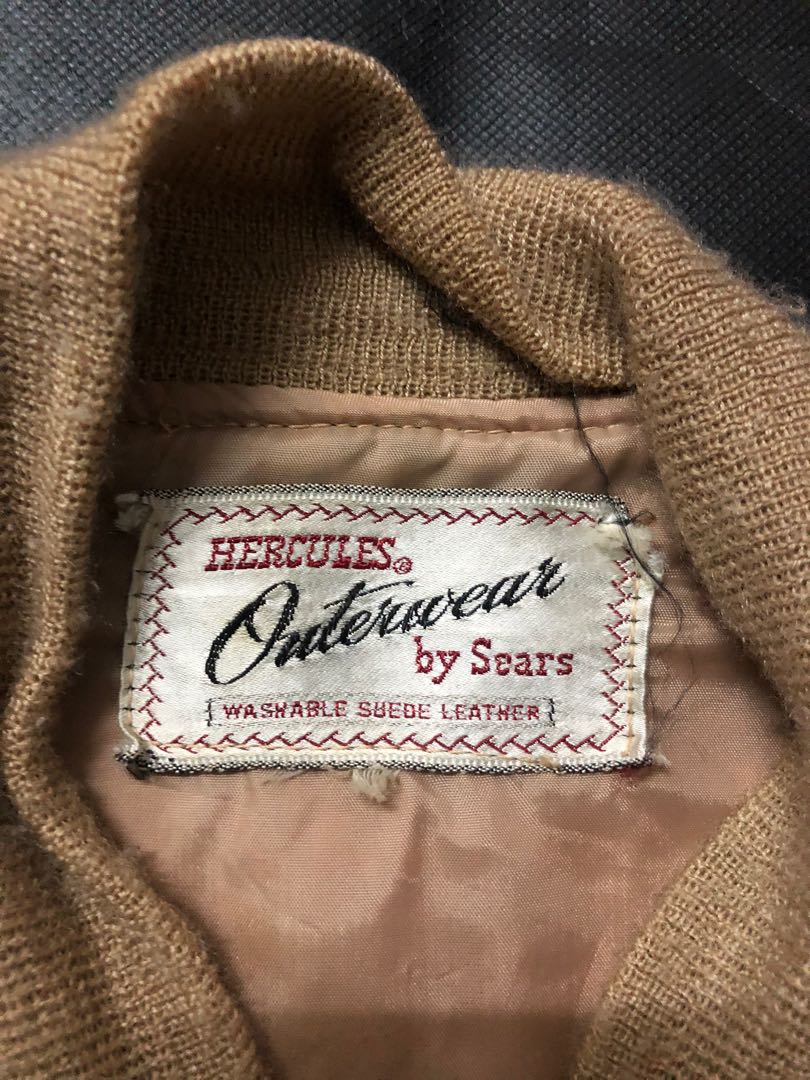 HERCULES®
Outerwear
by Sears
WASHABLE SUEDE LEATHER